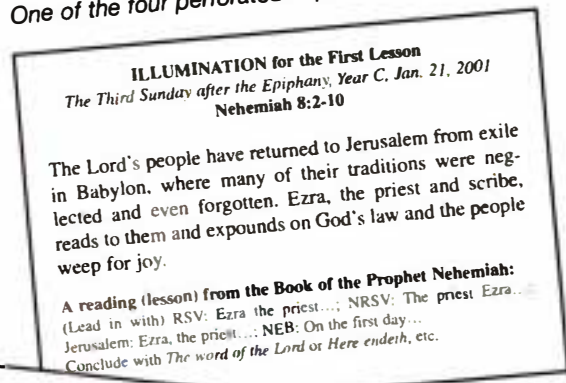 One of the four perforated
ILLUMINATION for the First Lesson
The Third Sunday after the Epiphany, Year C, Jan. 21, 2001
Nehemiah 8:2-10
The Lord's people have returned to Jerusalem from exile
in Babylon, where many of their traditions were neg-
lected and even forgotten. Ezra, the priest and scribe,
reads to them and expounds on God's law and the people
weep for joy.
A reading (lesson) from the Book of the Prophet Nehemiah:
(Lead in with) RSV: Ezra the priest...; NRSV: The priest Ezra...
Jerusalem: Ezra, the priest...; NEB: On the first day...
Conclude with The word of the Lord or Here endeth, etc.